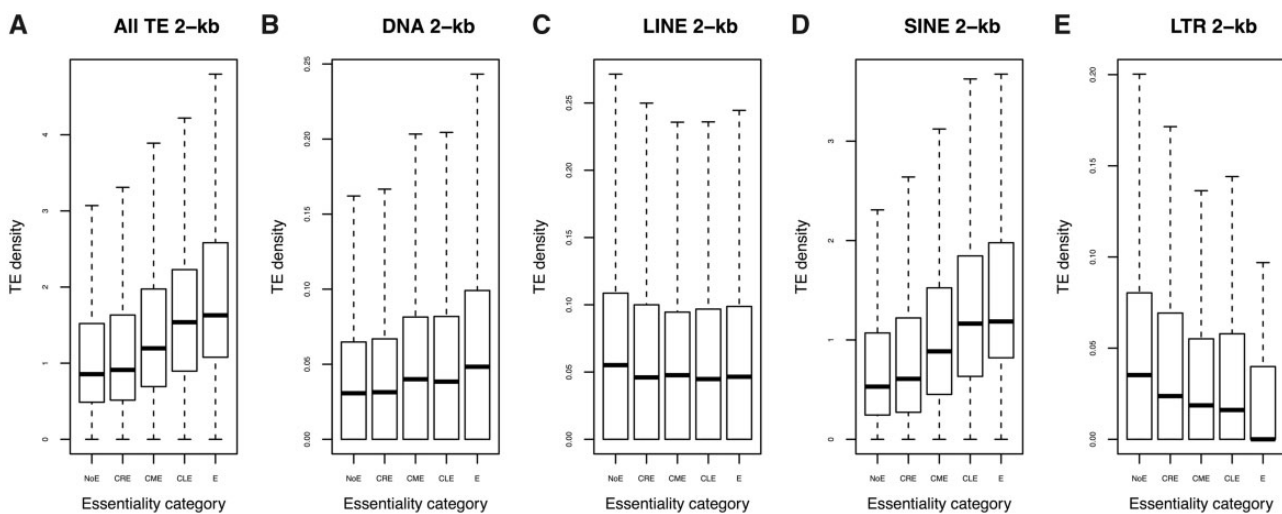 A All TE 2-kb
TE density
4
3
2
1
0
NoE CRE CME CLE E
Essentiality category
B DNA 2-kb
TE density
0.25
0.20
0.15
0.10
0.05
0.00
NoE CRE CME CLE E
Essentiality category
C LINE 2-kb
TE density
0.25
0.20
0.15
0.10
0.05
0.00
NoE CRE CME CLE E
Essentiality category
D SINE 2-kb
TE density
3
2
1
0
NoE CRE CME CLE E
Essentiality category
E LTR 2-kb
TE density
0.20
0.15
0.10
0.05
0.00
NoE CRE CME CLE E
Essentiality category